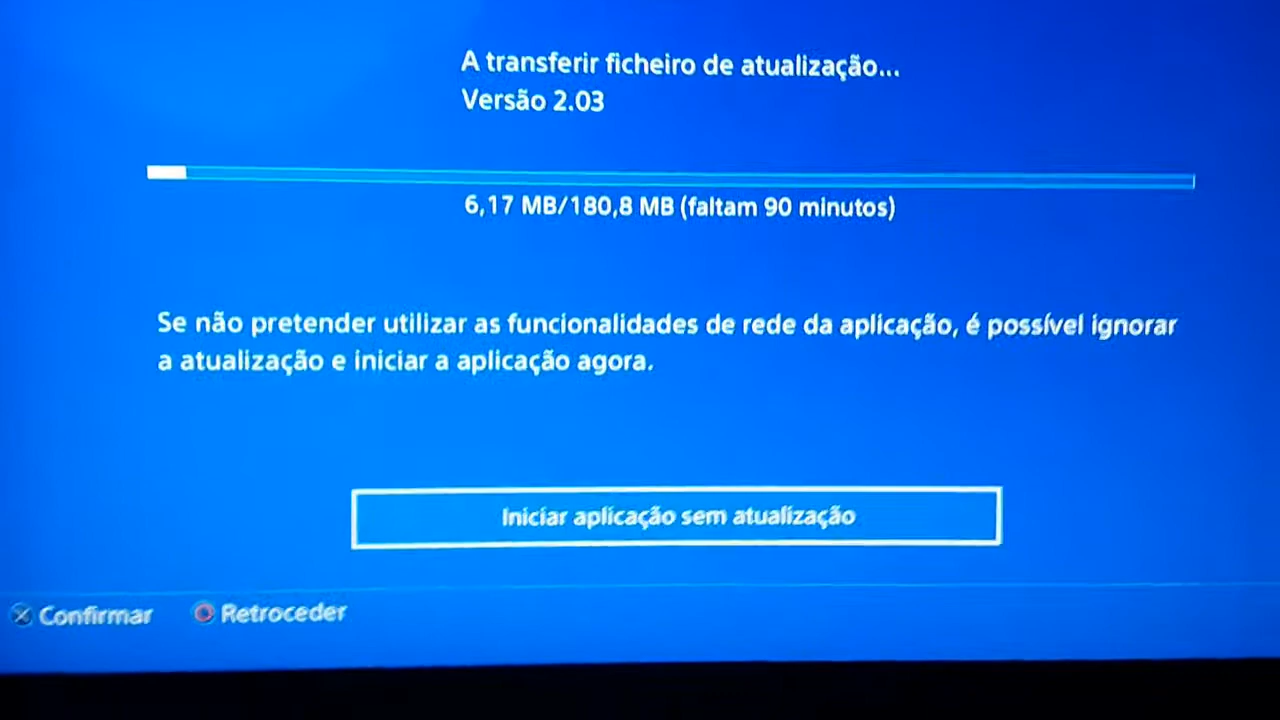 A transferir ficheiro de atualização...
Versão 2.03
6,17 MB/180,8 MB (faltam 90 minutos)
Se não pretender utilizar as funcionalidades de rede da aplicação, é possível ignorar
a atualização e iniciar a aplicação agora.
Iniciar aplicação sem atualização
Confirmar Retroceder